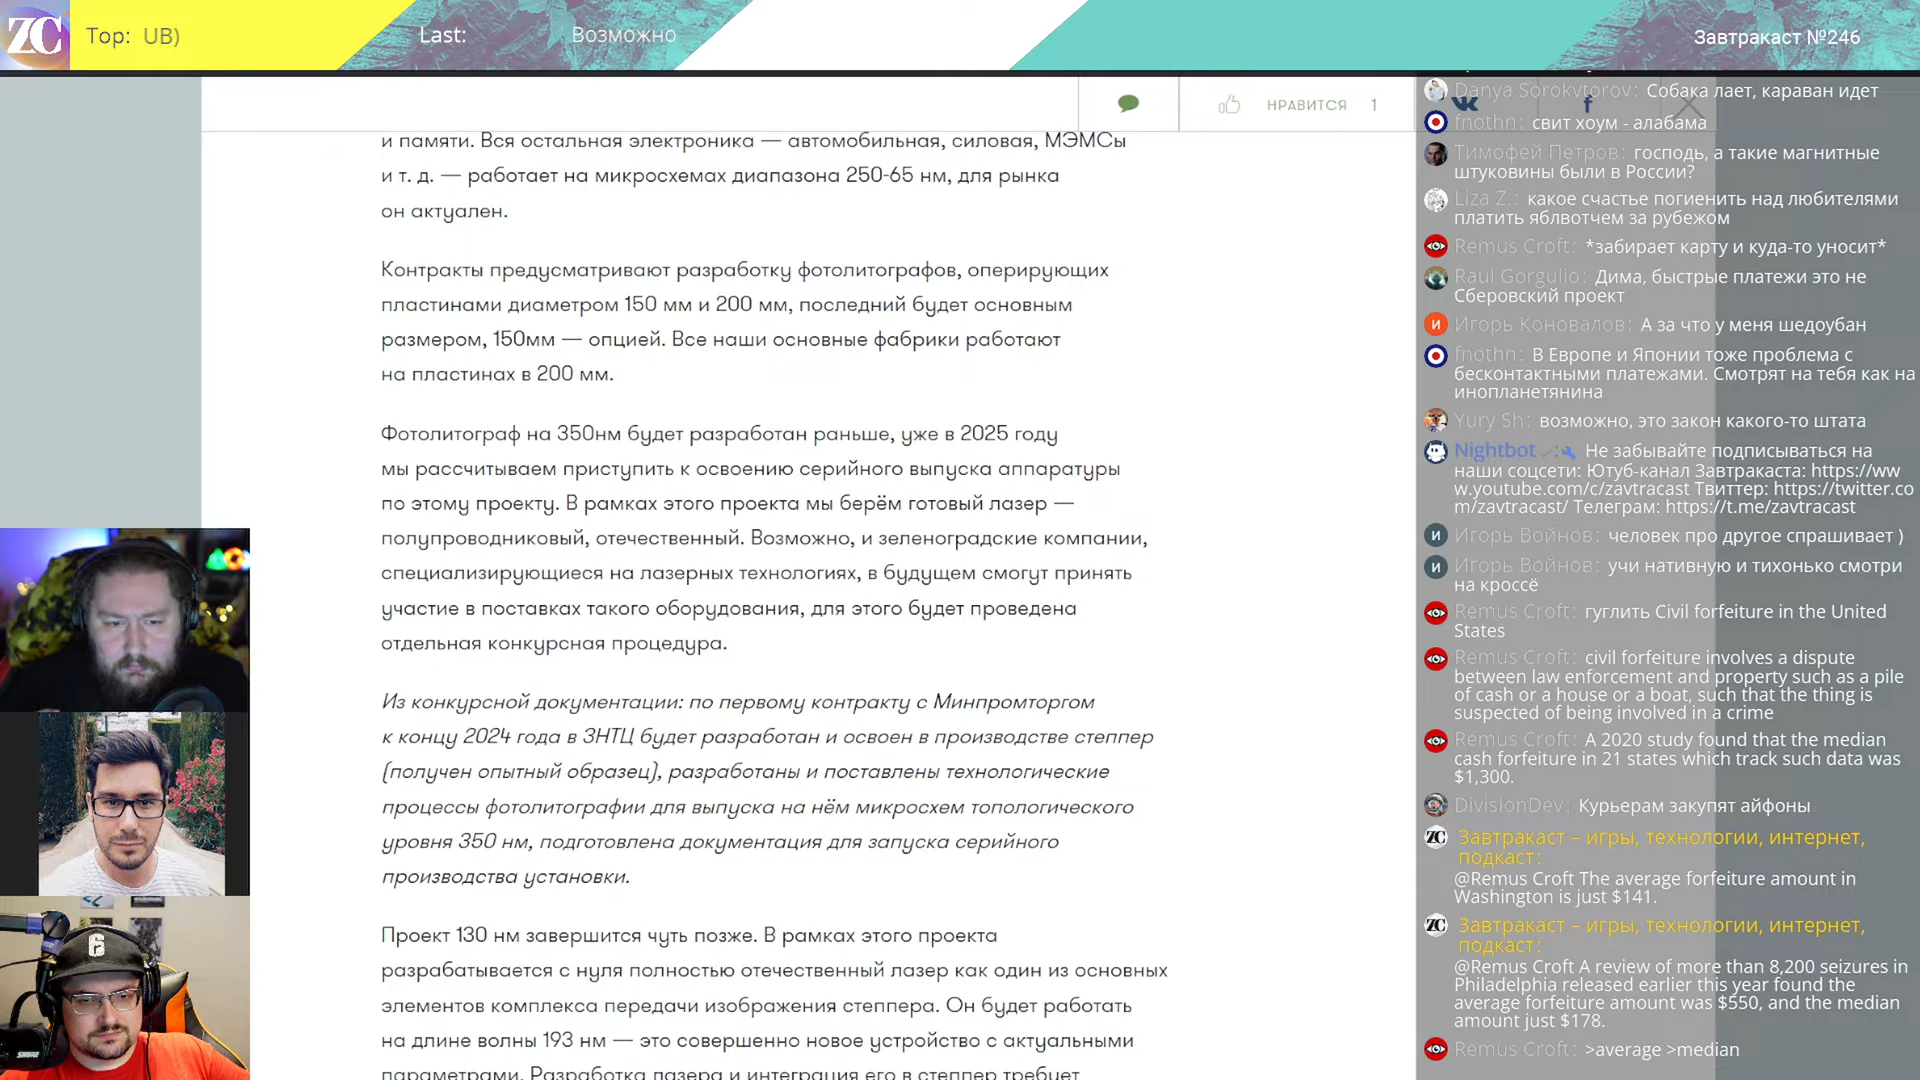 ZC
Top: UB)
Last:
Возможно
Завтракаст №246
НРАВИТСЯ 1
и памяти. Вся остальная электроника — автомобильная, силовая, МЭМСы
и т. д. — работает на микросхемах диапазона 250-65 нм, для рынка
он актуален.
Контракты предусматривают разработку фотолитографов, оперирующих
пластинами диаметром 150 мм и 200 мм, последний будет основным
размером, 150мм — опцией. Все наши основные фабрики работают
на пластинах в 200 мм.
Фотолитограф на 350нм будет разработан раньше, уже в 2025 году
мы рассчитываем приступить к освоению серийного выпуска аппаратуры
по этому проекту. В рамках этого проекта мы берём готовый лазер —
полупроводниковый, отечественный. Возможно, и зеленоградские компании,
специализирующиеся на лазерных технологиях, в будущем смогут принять
участие в поставках такого оборудования, для этого будет проведена
отдельная конкурсная процедура.
Из конкурсной документации: по первому контракту с Минпромторгом
к концу 2024 года в ЗНТЦ будет разработан и освоен в производстве степпер
(получен опытный образец), разработаны и поставлены технологические
процессы фотолитографии для выпуска на нём микросхем топологического
уровня 350 нм, подготовлена документация для запуска серийного
производства установки.
Проект 130 нм завершится чуть позже. В рамках этого проекта
разрабатывается с нуля полностью отечественный лазер как один из основных
элементов комплекса передачи изображения степпера. Он будет работать
на длине волны 193 нм — это совершенно новое устройство с актуальными
параметрами. Разработка лазера и интеграция его в степпер требует
Danya Sorokvtorov: Собака лает, караван идет
fnothn: свит хоум - алабама
Тимофей Петров: господь, а такие магнитные
штуковины были в России?
Liza Z.: какое счастье погиенить над любителями
платить яблвотчем за рубежом
Remus Croft: *забирает карту и куда-то уносит*
Raul Gorgulio: Дима, быстрые платежи это не
Сберовский проект
Игорь Коновалов: А за что у меня шедоубан
fnothn: В Европе и Японии тоже проблема с
бесконтактными платежами. Смотрят на тебя как на
инопланетянина
Yury Sh: возможно, это закон какого-то штата
Nightbot: Не забывайте подписываться на
наши соцсети: Ютуб-канал Завтракаста: https://ww
w.youtube.com/c/zavtracast Твиттер: https://twitter.co
m/zavtracast/ Телеграм: https://t.me/zavtracast
Игорь Войнов: человек про другое спрашивает )
Игорь Войнов: учи нативную и тихонько смотри
на кроссё
Remus Croft: гуглить Civil forfeiture in the United
States
Remus Croft: civil forfeiture involves a dispute
between law enforcement and property such as a pile
of cash or a house or a boat, such that the thing is
suspected of being involved in a crime
Remus Croft: A 2020 study found that the median
cash forfeiture in 21 states which track such data was
$1,300.
DivisionDev: Курьерам закупят айфоны
Завтракаст – игры, технологии, интернет,
подкаст:
@Remus Croft The average forfeiture amount in
Washington is just $141.
Завтракаст – игры, технологии, интернет,
подкаст:
@Remus Croft A review of more than 8,200 seizures in
Philadelphia released earlier this year found the
average forfeiture amount was $550, and the median
amount just $178.
Remus Croft: >average >median